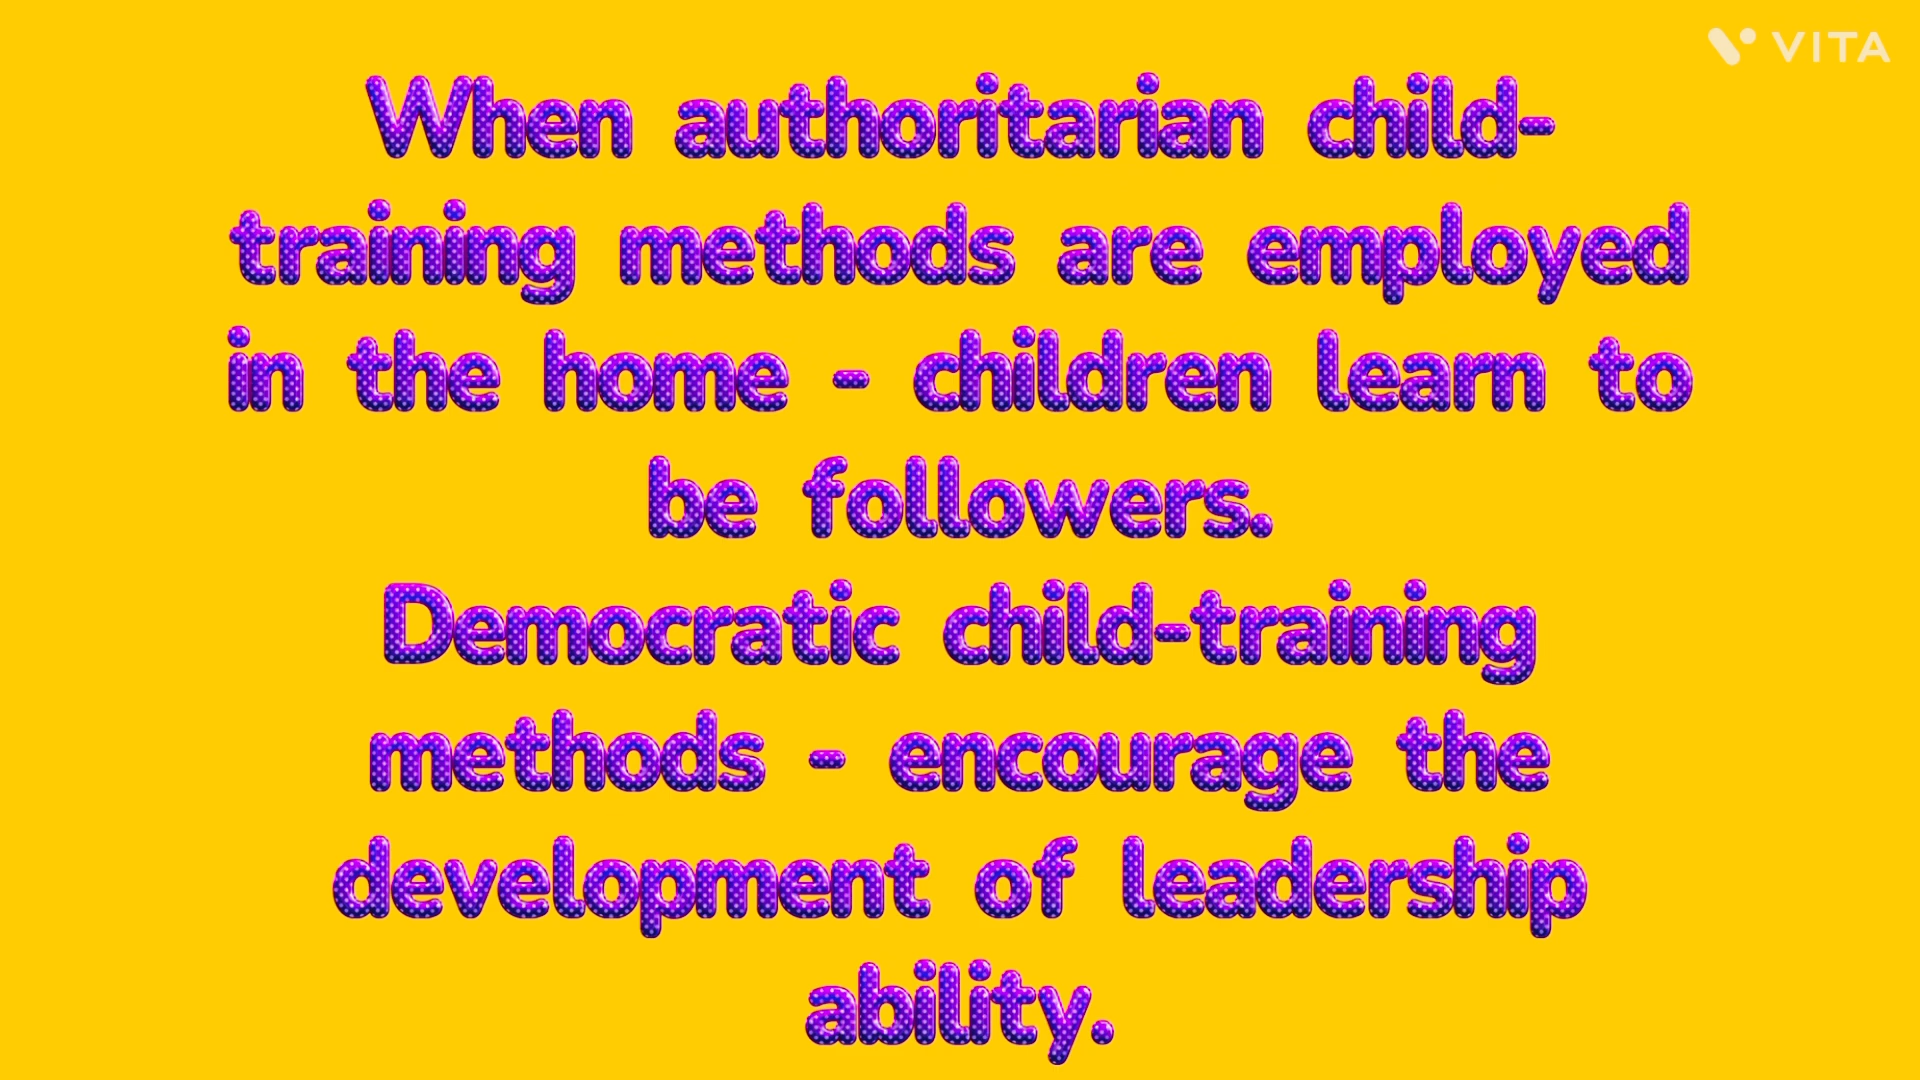 VITA
When authoritarian child-
training methods are employed
in the home - children learn to
be followers.
Democratic child-training
methods - encourage the
development of leadership
ability.